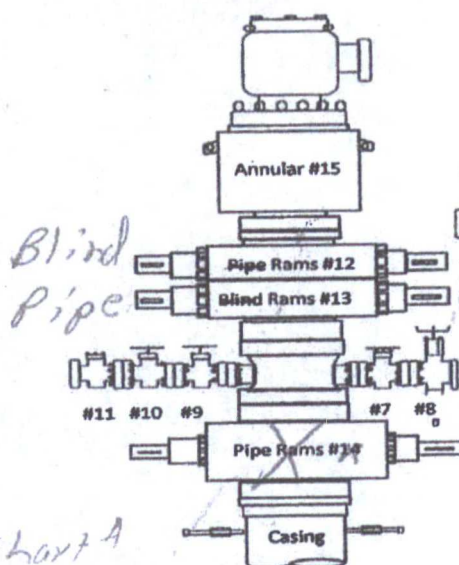 Annular #15
Blind
Pipe Rams #12
Pipe
Blind Rams #13
#11 #10 #9 #7 #8
Pipe Rams #14
Casing